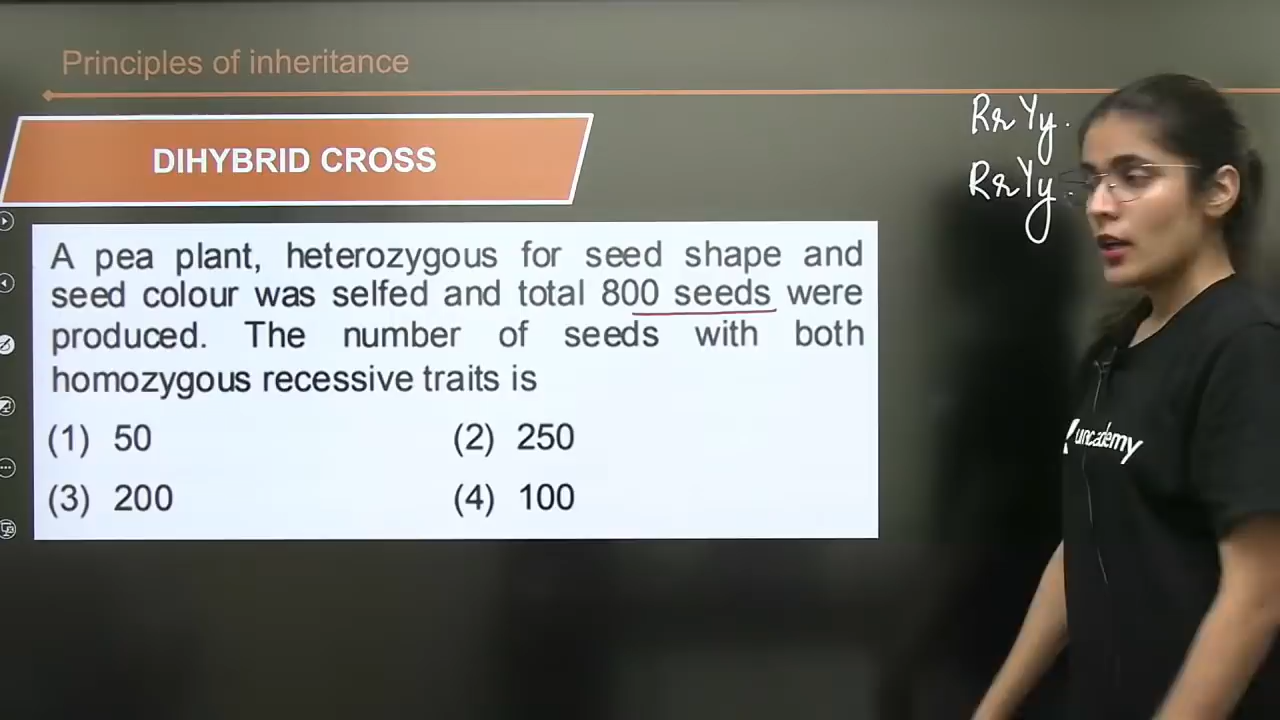 Principles of inheritance
DIHYBRID CROSS
RrYy.
RrYy.
A pea plant, heterozygous for seed shape and
seed colour was selfed and total 800 seeds were
produced. The number of seeds with both
homozygous recessive traits is
(1) 50 (2) 250
(3) 200 (4) 100
unacademy